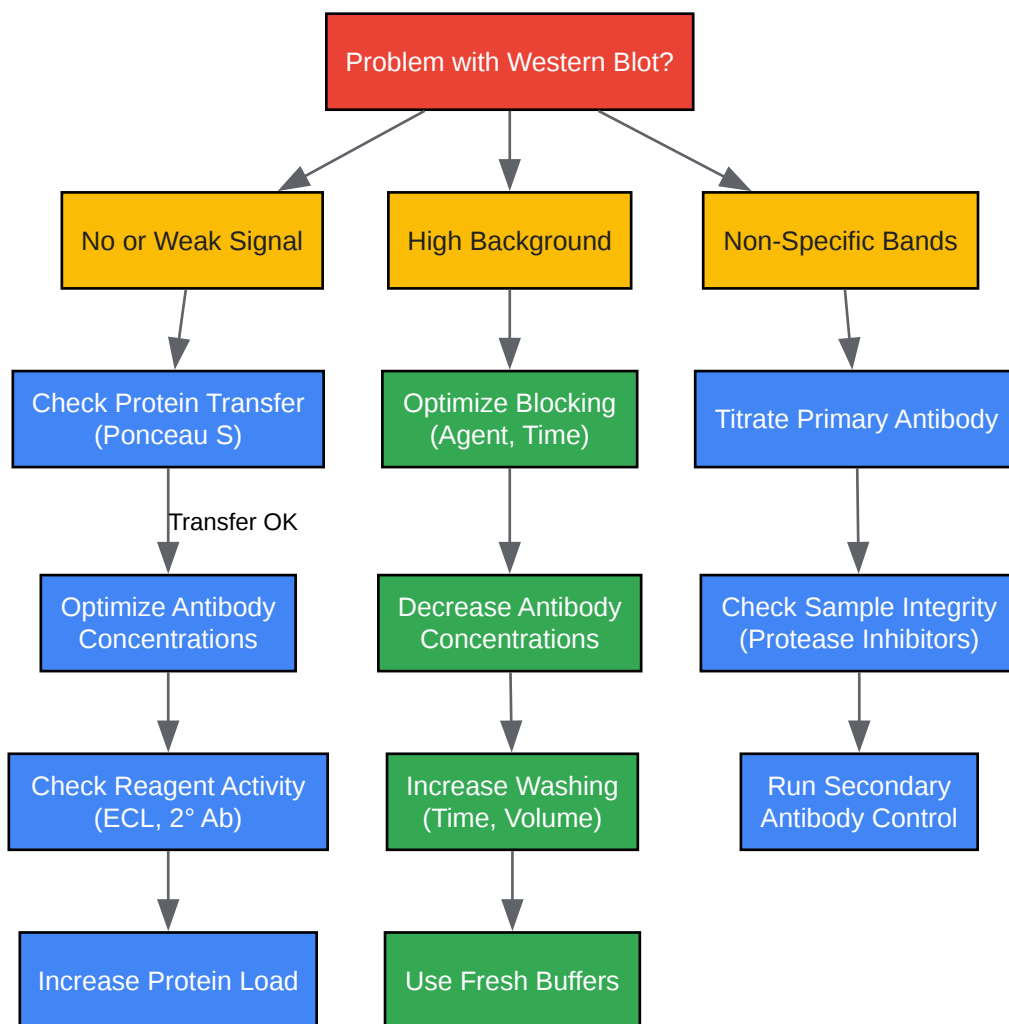 Problem with Western Blot?
No or Weak Signal
High Background
Non-Specific Bands
Check Protein Transfer
(Ponceau S)
Optimize Blocking
(Agent, Time)
Titrate Primary Antibody
Transfer OK
Optimize Antibody
Concentrations
Decrease Antibody
Concentrations
Check Sample Integrity
(Protease Inhibitors)
Check Reagent Activity
(ECL, 2° Ab)
Increase Washing
(Time, Volume)
Run Secondary
Antibody Control
Increase Protein Load
Use Fresh Buffers